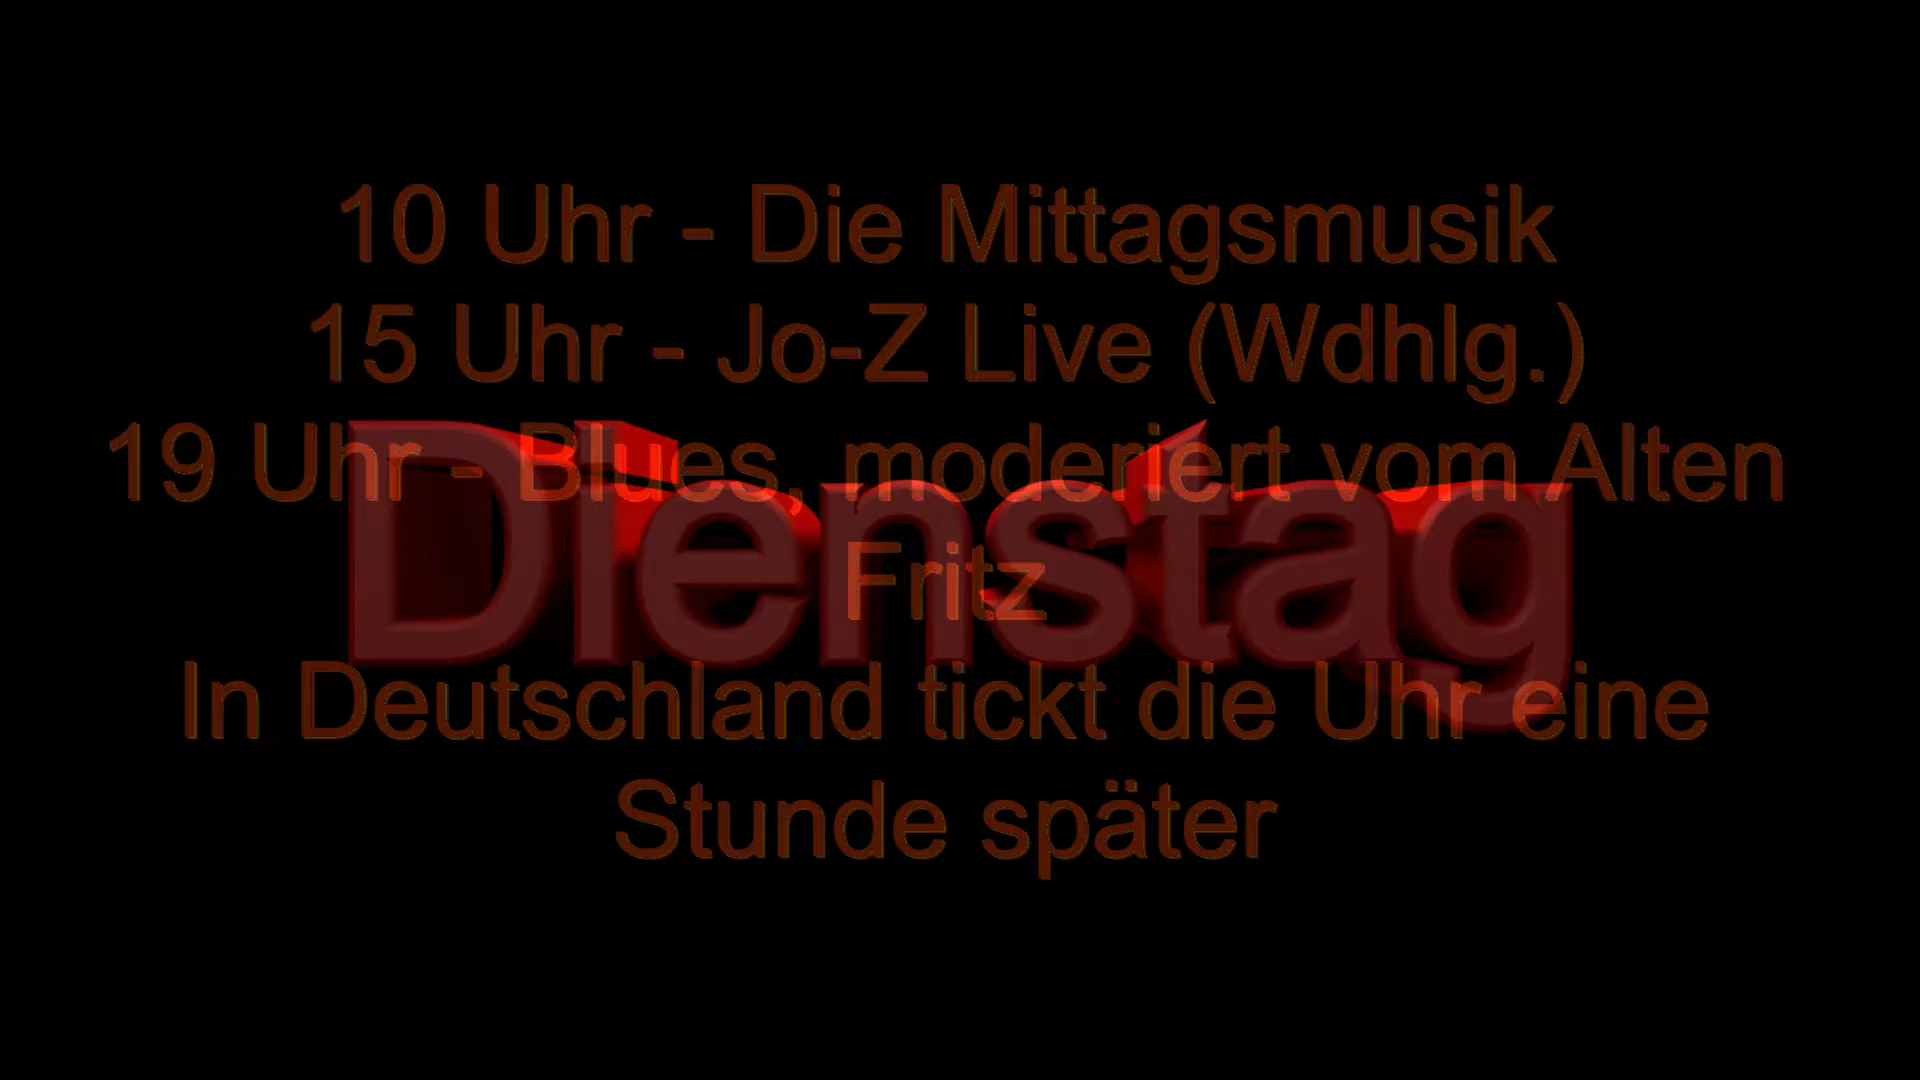 10 Uhr - Die Mittagsmusik
15 Uhr - Jo-Z Live (Wdhlg.)
19 Uhr - Blues, moderiert vom Alten
Fritz
Dienstag
In Deutschland tickt die Uhr eine
Stunde später